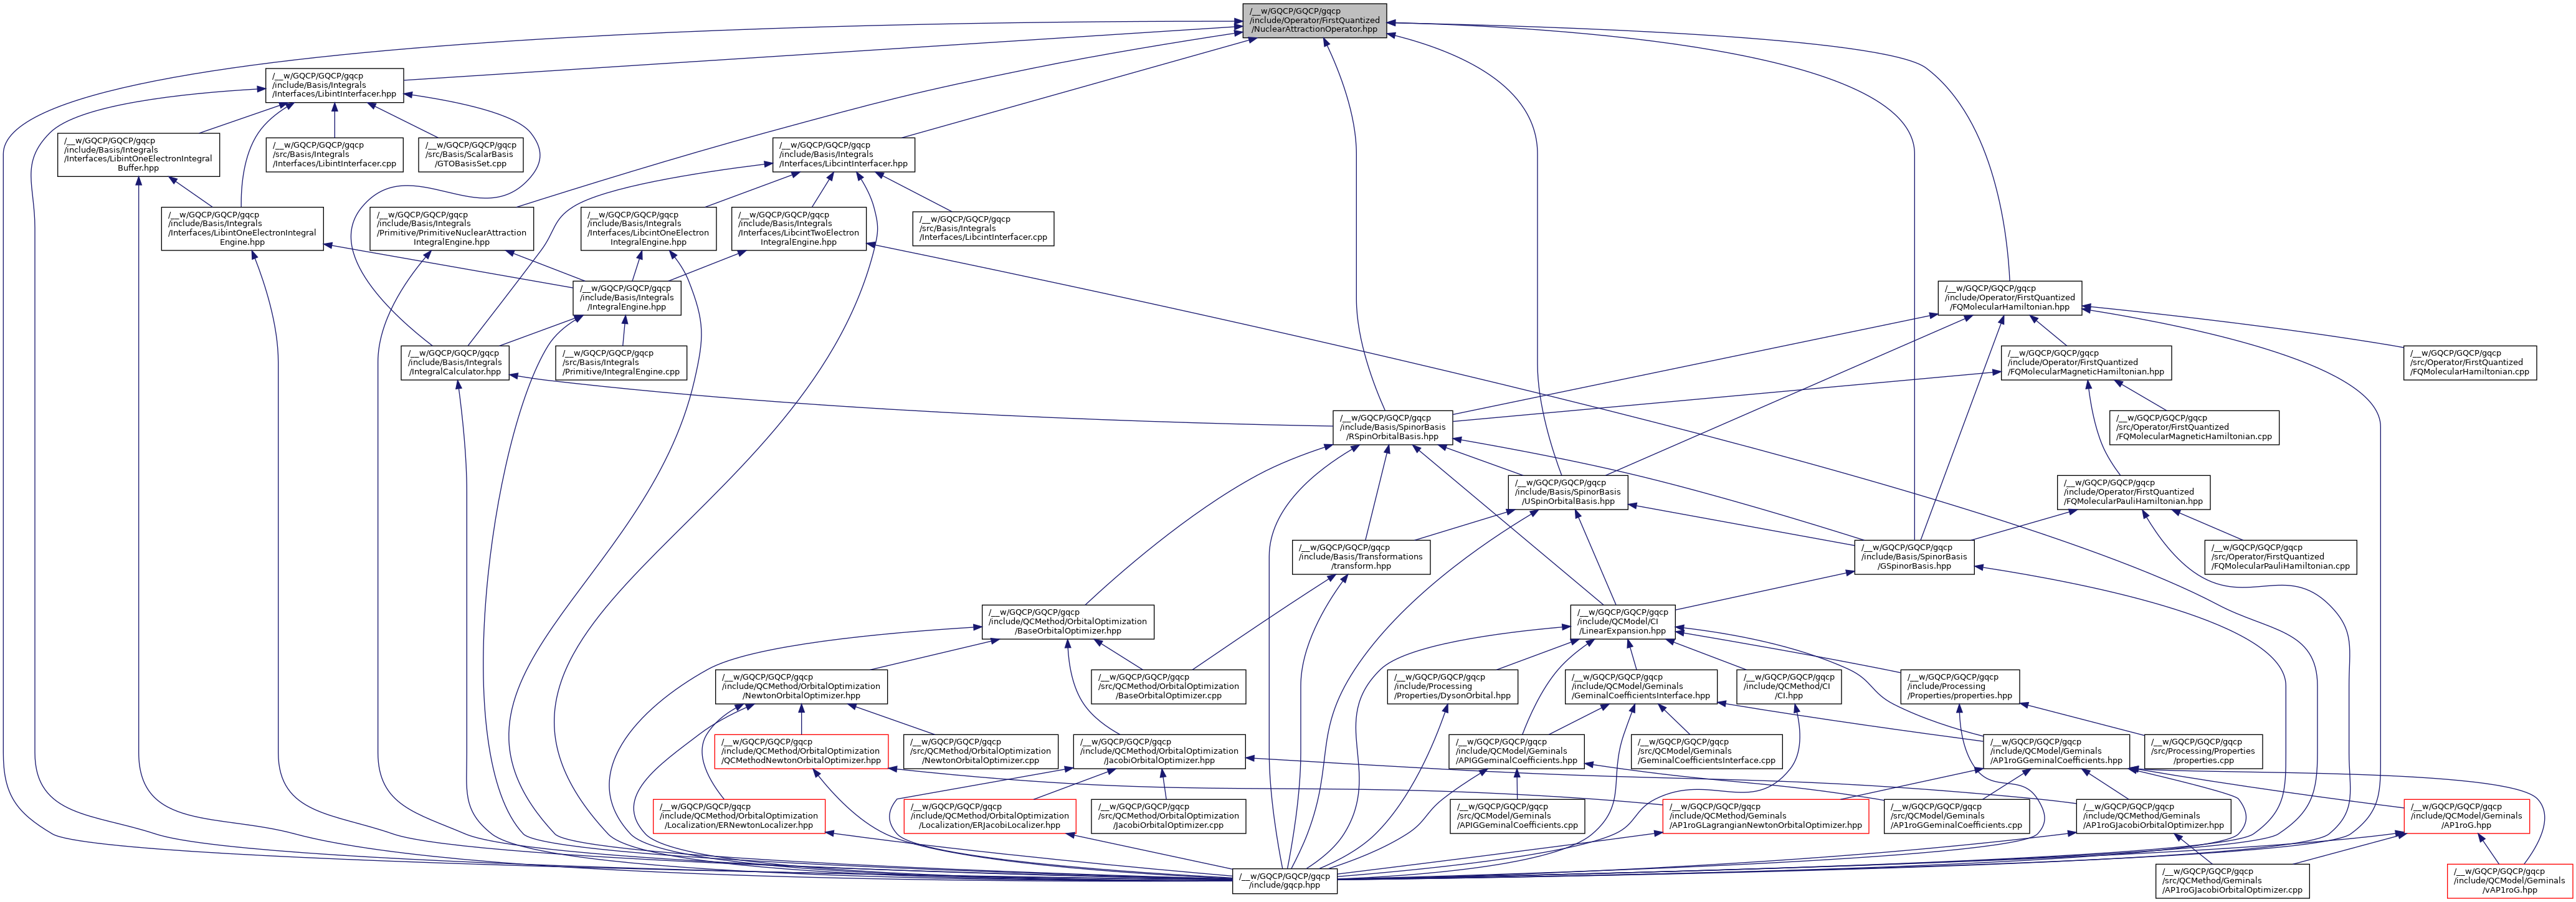 /__w/GQCP/GQCP/gqcp
/include/Operator/FirstQuantized
/NuclearAttractionOperator.hpp
/__w/GQCP/GQCP/gqcp
/include/Basis/Integrals
/Interfaces/LibintInterfacer.hpp
/__w/GQCP/GQCP/gqcp
/include/Basis/Integrals
/Interfaces/LibintOneElectronIntegral
Buffer.hpp
/__w/GQCP/GQCP/gqcp
/src/Basis/Integrals
/Interfaces/LibintInterfacer.cpp
/__w/GQCP/GQCP/gqcp
/src/Basis/ScalarBasis
/GTOBasisSet.cpp
/__w/GQCP/GQCP/gqcp
/include/Basis/Integrals
/Interfaces/LibcintInterfacer.hpp
/__w/GQCP/GQCP/gqcp
/include/Basis/Integrals
/Interfaces/LibintOneElectronIntegral
Engine.hpp
/__w/GQCP/GQCP/gqcp
/include/Basis/Integrals
/Primitive/PrimitiveNuclearAttraction
IntegralEngine.hpp
/__w/GQCP/GQCP/gqcp
/include/Basis/Integrals
/Interfaces/LibcintOneElectron
IntegralEngine.hpp
/__w/GQCP/GQCP/gqcp
/include/Basis/Integrals
/Interfaces/LibcintTwoElectron
IntegralEngine.hpp
/__w/GQCP/GQCP/gqcp
/src/Basis/Integrals
/Interfaces/LibcintInterfacer.cpp
/__w/GQCP/GQCP/gqcp
/include/Basis/Integrals
/IntegralEngine.hpp
/__w/GQCP/GQCP/gqcp
/include/Operator/FirstQuantized
/FQMolecularHamiltonian.hpp
/__w/GQCP/GQCP/gqcp
/include/Basis/Integrals
/IntegralCalculator.hpp
/__w/GQCP/GQCP/gqcp
/src/Basis/Integrals
/Primitive/IntegralEngine.cpp
/__w/GQCP/GQCP/gqcp
/include/Operator/FirstQuantized
/FQMolecularMagneticHamiltonian.hpp
/__w/GQCP/GQCP/gqcp
/src/Operator/FirstQuantized
/FQMolecularHamiltonian.cpp
/__w/GQCP/GQCP/gqcp
/include/Basis/SpinorBasis
/RSpinOrbitalBasis.hpp
/__w/GQCP/GQCP/gqcp
/src/Operator/FirstQuantized
/FQMolecularMagneticHamiltonian.cpp
/__w/GQCP/GQCP/gqcp
/include/Basis/SpinorBasis
/USpinOrbitalBasis.hpp
/__w/GQCP/GQCP/gqcp
/include/Operator/FirstQuantized
/FQMolecularPauliHamiltonian.hpp
/__w/GQCP/GQCP/gqcp
/include/Basis/Transformations
/transform.hpp
/__w/GQCP/GQCP/gqcp
/include/Basis/SpinorBasis
/GSpinorBasis.hpp
/__w/GQCP/GQCP/gqcp
/src/Operator/FirstQuantized
/FQMolecularPauliHamiltonian.cpp
/__w/GQCP/GQCP/gqcp
/include/QCMethod/OrbitalOptimization
/BaseOrbitalOptimizer.hpp
/__w/GQCP/GQCP/gqcp
/include/QCModel/CI
/LinearExpansion.hpp
/__w/GQCP/GQCP/gqcp
/include/QCMethod/OrbitalOptimization
/NewtonOrbitalOptimizer.hpp
/__w/GQCP/GQCP/gqcp
/src/QCMethod/OrbitalOptimization
/BaseOrbitalOptimizer.cpp
/__w/GQCP/GQCP/gqcp
/include/Processing
/Properties/DysonOrbital.hpp
/__w/GQCP/GQCP/gqcp
/include/QCModel/Geminals
/GeminalCoefficientsInterface.hpp
/__w/GQCP/GQCP/gqcp
/include/QCMethod/CI
/CI.hpp
/__w/GQCP/GQCP/gqcp
/include/Processing
/Properties/properties.hpp
/__w/GQCP/GQCP/gqcp
/include/QCMethod/OrbitalOptimization
/QCMethodNewtonOrbitalOptimizer.hpp
/__w/GQCP/GQCP/gqcp
/src/QCMethod/OrbitalOptimization
/NewtonOrbitalOptimizer.cpp
/__w/GQCP/GQCP/gqcp
/include/QCMethod/OrbitalOptimization
/JacobiOrbitalOptimizer.hpp
/__w/GQCP/GQCP/gqcp
/include/QCModel/Geminals
/APIGGeminalCoefficients.hpp
/__w/GQCP/GQCP/gqcp
/src/QCModel/Geminals
/GeminalCoefficientsInterface.cpp
/__w/GQCP/GQCP/gqcp
/include/QCModel/Geminals
/AP1roGGeminalCoefficients.hpp
/__w/GQCP/GQCP/gqcp
/src/Processing/Properties
/properties.cpp
/__w/GQCP/GQCP/gqcp
/include/QCMethod/OrbitalOptimization
/Localization/ERNewtonLocalizer.hpp
/__w/GQCP/GQCP/gqcp
/include/QCMethod/OrbitalOptimization
/Localization/ERJacobiLocalizer.hpp
/__w/GQCP/GQCP/gqcp
/src/QCMethod/OrbitalOptimization
/JacobiOrbitalOptimizer.cpp
/__w/GQCP/GQCP/gqcp
/src/QCModel/Geminals
/APIGGeminalCoefficients.cpp
/__w/GQCP/GQCP/gqcp
/include/QCMethod/Geminals
/AP1roGLagrangianNewtonOrbitalOptimizer.hpp
/__w/GQCP/GQCP/gqcp
/src/QCModel/Geminals
/AP1roGGeminalCoefficients.cpp
/__w/GQCP/GQCP/gqcp
/include/QCMethod/Geminals
/AP1roGJacobiOrbitalOptimizer.hpp
/__w/GQCP/GQCP/gqcp
/include/QCModel/Geminals
/AP1roG.hpp
/__w/GQCP/GQCP/gqcp
/include/gqcp.hpp
/__w/GQCP/GQCP/gqcp
/src/QCMethod/Geminals
/AP1roGJacobiOrbitalOptimizer.cpp
/__w/GQCP/GQCP/gqcp
/include/QCModel/Geminals
/vAP1roG.hpp